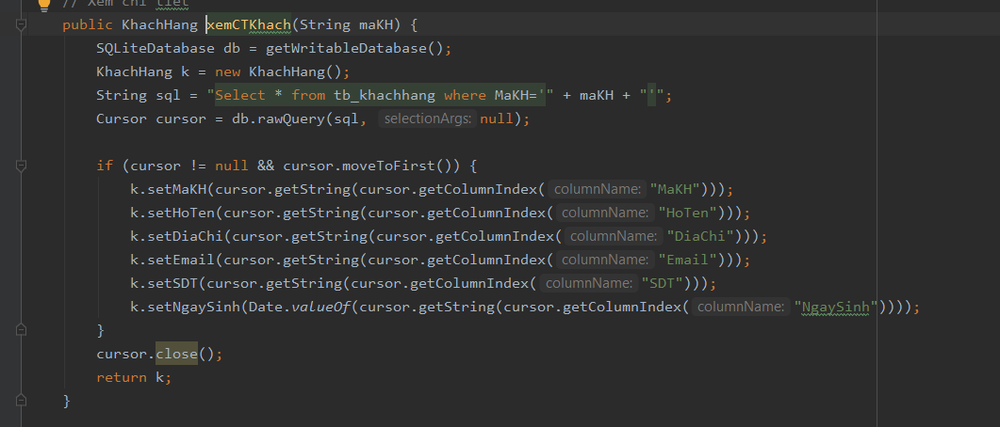 // Xem chi tiet
public KhachHang xemCTKhach(String maKH) {
SQLiteDatabase db = getWritableDatabase();
KhachHang k = new KhachHang();
String sql = "Select * from tb_khachhang where MaKH='" + maKH + "'";
Cursor cursor = db.rawQuery(sql, selectionArgs: null);
if (cursor != null && cursor.moveToFirst()) {
k.setMaKH(cursor.getString(cursor.getColumnIndex( columnName: "MaKH")));
k.setHoTen(cursor.getString(cursor.getColumnIndex( columnName: "HoTen")));
k.setDiaChi(cursor.getString(cursor.getColumnIndex( columnName: "DiaChi")));
k.setEmail(cursor.getString(cursor.getColumnIndex( columnName: "Email")));
k.setSDT(cursor.getString(cursor.getColumnIndex( columnName: "SDT")));
k.setNgaySinh(Date.valueOf(cursor.getString(cursor.getColumnIndex( columnName: "NgaySinh"))));
}
cursor.close();
return k;
}